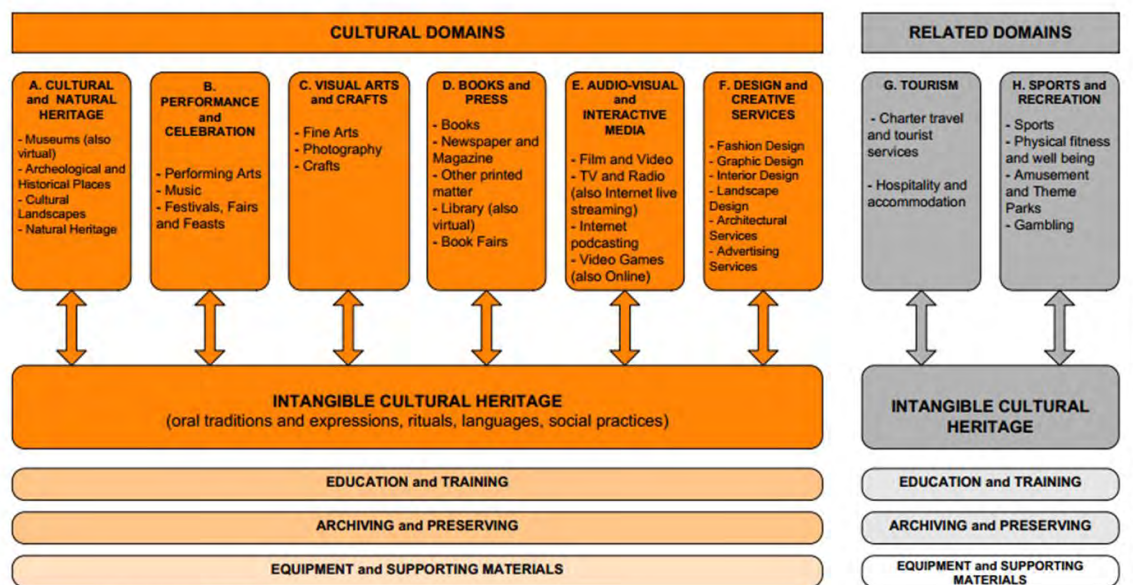 CULTURAL DOMAINS
RELATED DOMAINS
A. CULTURAL
and NATURAL
HERITAGE
- Museums (also
virtual)
- Archeological and
Historical Places
- Cultural
Landscapes
- Natural Heritage
B.
PERFORMANCE
and
CELEBRATION
- Performing Arts
- Music
- Festivals, Fairs
and Feasts
C. VISUAL ARTS
and CRAFTS
- Fine Arts
- Photography
- Crafts
D. BOOKS and
PRESS
- Books
- Newspaper and
Magazine
- Other printed
matter
- Library (also
virtual)
- Book Fairs
E. AUDIO-VISUAL
and
INTERACTIVE
MEDIA
- Film and Video
- TV and Radio
(also Internet live
streaming)
- Internet
podcasting
- Video Games
(also Online)
F. DESIGN and
CREATIVE
SERVICES
- Fashion Design
- Graphic Design
- Interior Design
- Landscape
Design
- Architectural
Services
- Advertising
Services
G. TOURISM
- Charter travel
and tourist
services
- Hospitality and
accommodation
H. SPORTS and
RECREATION
- Sports
- Physical fitness
and well being
- Amusement
and Theme
Parks
- Gambling
INTANGIBLE CULTURAL HERITAGE
(oral traditions and expressions, rituals, languages, social practices)
INTANGIBLE CULTURAL
HERITAGE
EDUCATION and TRAINING
EDUCATION and TRAINING
ARCHIVING and PRESERVING
ARCHIVING and PRESERVING
EQUIPMENT and SUPPORTING MATERIALS
EQUIPMENT and SUPPORTING
MATERIALS